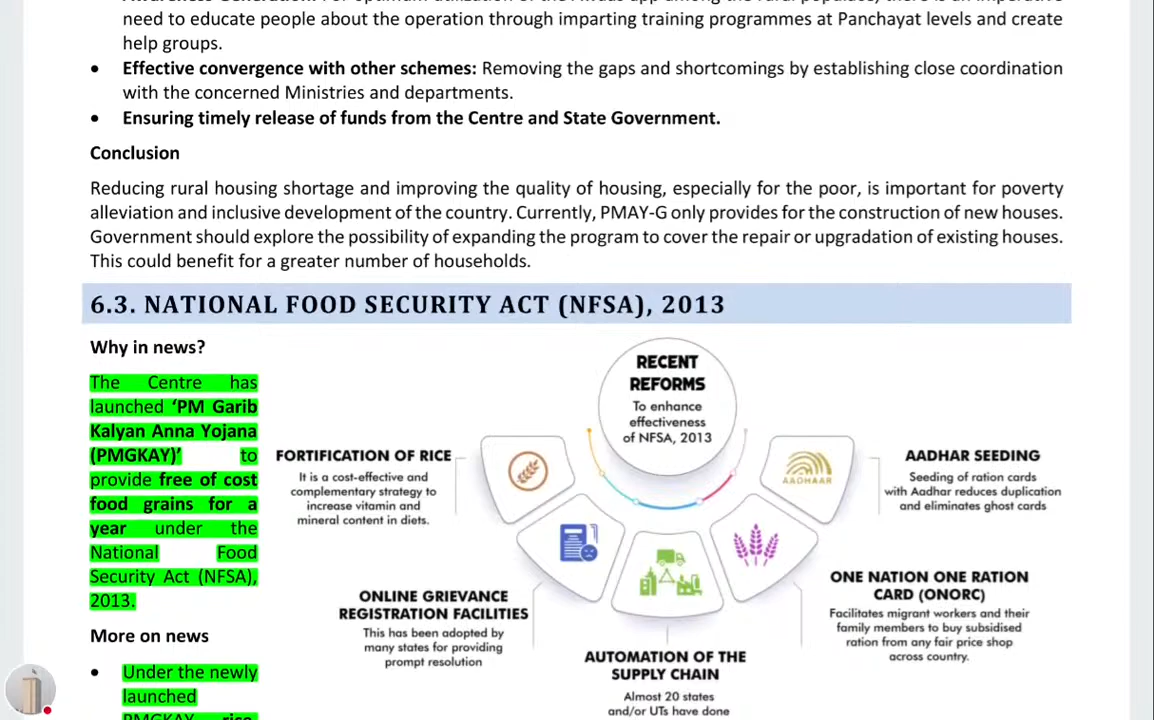 need to educate people about the operation through imparting training programmes at Panchayat levels and create
help groups.
• Effective convergence with other schemes: Removing the gaps and shortcomings by establishing close coordination
with the concerned Ministries and departments.
• Ensuring timely release of funds from the Centre and State Government.
Conclusion
Reducing rural housing shortage and improving the quality of housing, especially for the poor, is important for poverty
alleviation and inclusive development of the country. Currently, PMAY-G only provides for the construction of new houses.
Government should explore the possibility of expanding the program to cover the repair or upgradation of existing houses.
This could benefit for a greater number of households.
6.3. NATIONAL FOOD SECURITY ACT (NFSA), 2013
Why in news?
The Centre has
launched ‘PM Garib
Kalyan Anna Yojana
(PMGKAY)’ to
provide free of cost
food grains for a
year under the
National Food
Security Act (NFSA),
2013.
More on news
• Under the newly
launched
PMGKAY, rice,
RECENT
REFORMS
To enhance
effectiveness
of NFSA, 2013
FORTIFICATION OF RICE
It is a cost-effective and
complementary strategy to
increase vitamin and
mineral content in diets.
ONLINE GRIEVANCE
REGISTRATION FACILITIES
This has been adopted by
many states for providing
prompt resolution
AUTOMATION OF THE
SUPPLY CHAIN
Almost 20 states
and/or UTs have done
ONE NATION ONE RATION
CARD (ONORC)
Facilitates migrant workers and their
family members to buy subsidised
ration from any fair price shop
across country.
AADHAAR
AADHAR SEEDING
Seeding of ration cards
with Aadhar reduces duplication
and eliminates ghost cards